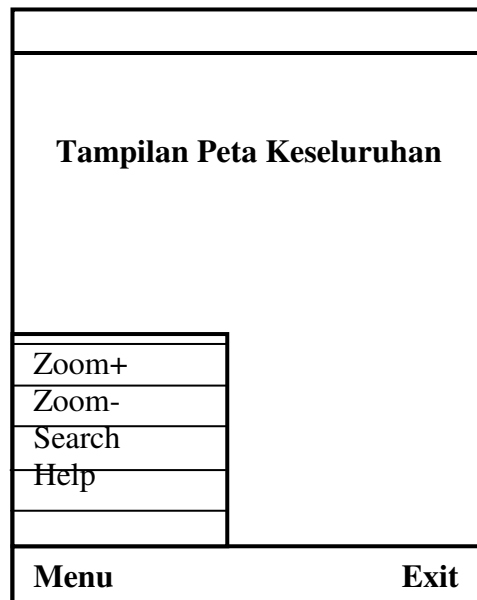 Tampilan Peta Keseluruhan
Zoom+
Zoom-
Search
Help
Menu Exit